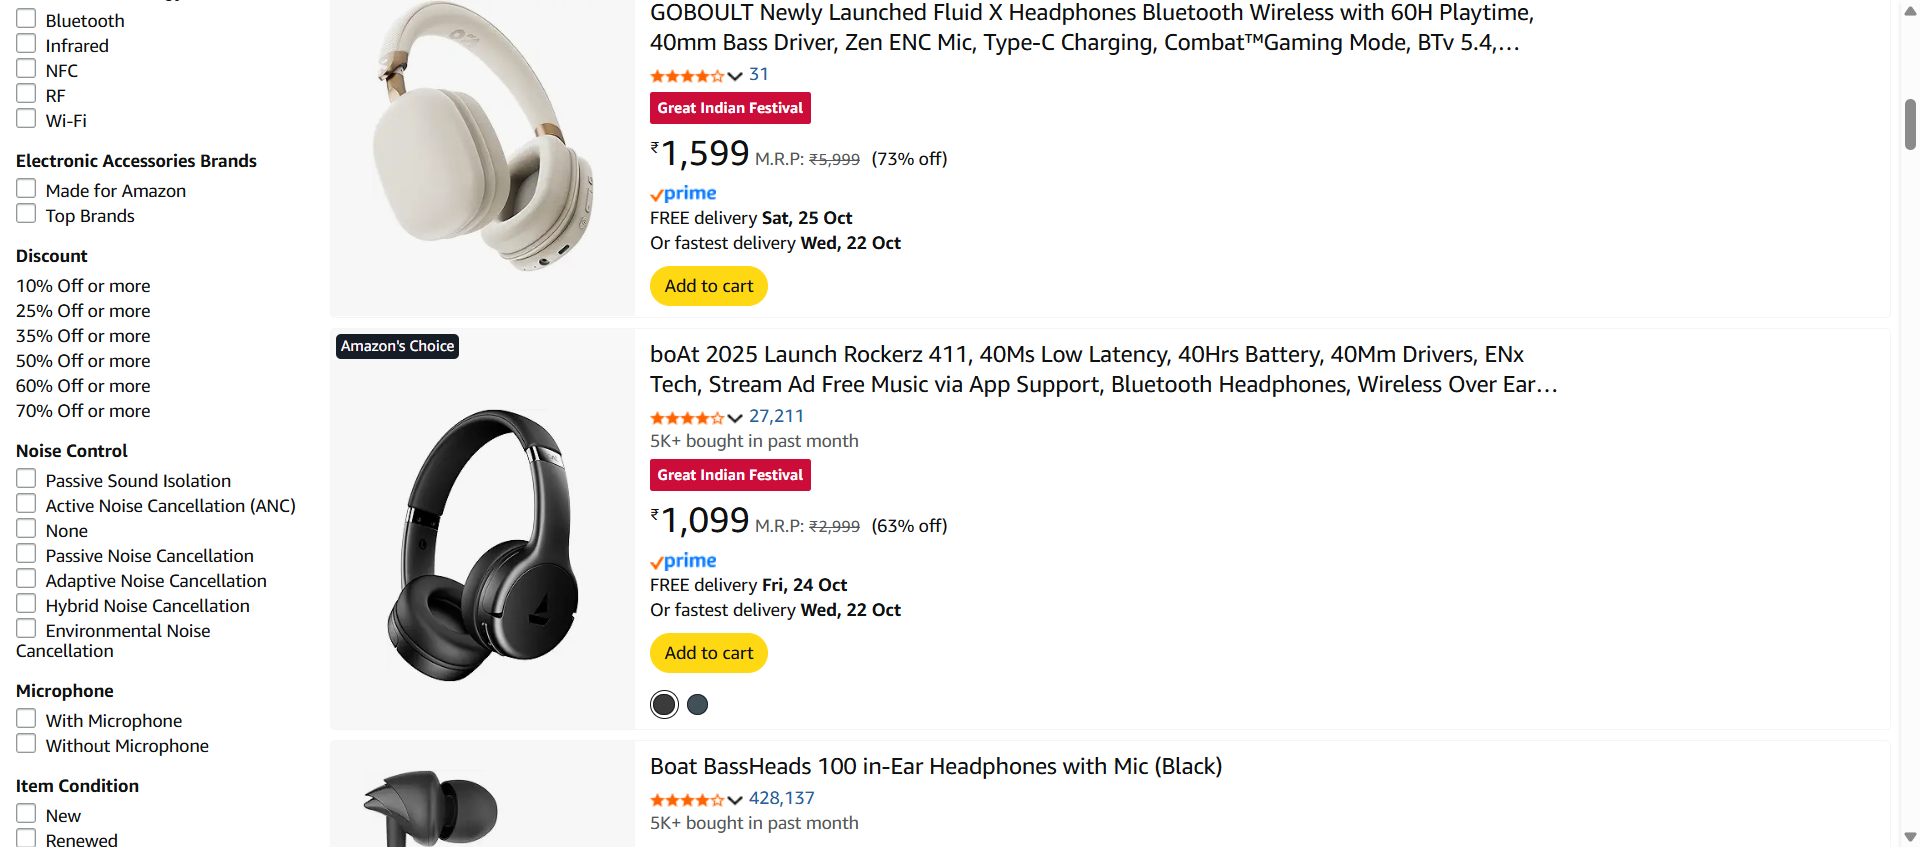 Bluetooth
Infrared
NFC
RF
Wi-Fi
Electronic Accessories Brands
Made for Amazon
Top Brands
Discount
10% Off or more
25% Off or more
35% Off or more
50% Off or more
60% Off or more
70% Off or more
Noise Control
Passive Sound Isolation
Active Noise Cancellation (ANC)
None
Passive Noise Cancellation
Adaptive Noise Cancellation
Hybrid Noise Cancellation
Environmental Noise
Cancellation
Microphone
With Microphone
Without Microphone
Item Condition
New
Renewed
GOBOULT Newly Launched Fluid X Headphones Bluetooth Wireless with 60H Playtime,
40mm Bass Driver, Zen ENC Mic, Type-C Charging, Combat™Gaming Mode, BTv 5.4,…
31
Great Indian Festival
₹1,599 M.R.P: ₹5,999 (73% off)
prime
FREE delivery Sat, 25 Oct
Or fastest delivery Wed, 22 Oct
Add to cart
Amazon's Choice
boAt 2025 Launch Rockerz 411, 40Ms Low Latency, 40Hrs Battery, 40Mm Drivers, ENx
Tech, Stream Ad Free Music via App Support, Bluetooth Headphones, Wireless Over Ear…
27,211
5K+ bought in past month
Great Indian Festival
₹1,099 M.R.P: ₹2,999 (63% off)
prime
FREE delivery Fri, 24 Oct
Or fastest delivery Wed, 22 Oct
Add to cart
Boat BassHeads 100 in-Ear Headphones with Mic (Black)
428,137
5K+ bought in past month